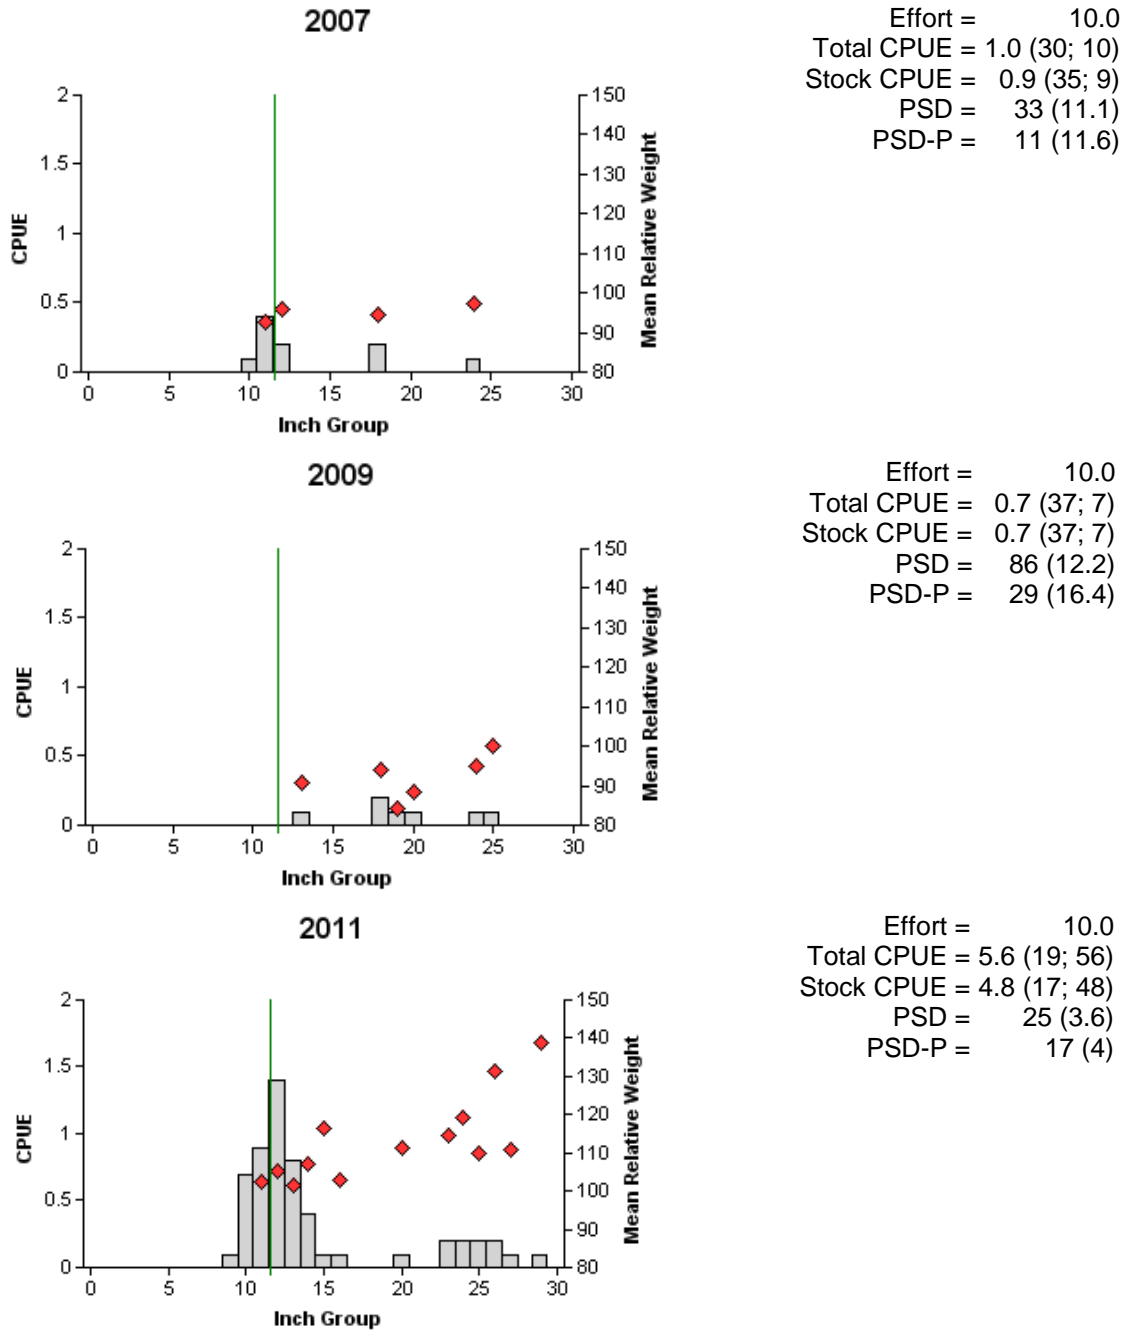 2007
Effort = 10.0
Total CPUE = 1.0 (30; 10)
Stock CPUE = 0.9 (35; 9)
PSD = 33 (11.1)
PSD-P = 11 (11.6)
2
1.5
1
0.5
0
CPUE
150
140
130
120
110
100
90
80
Mean Relative Weight
0 5 10 15 20 25 30
Inch Group
2009
Effort = 10.0
Total CPUE = 0.7 (37; 7)
Stock CPUE = 0.7 (37; 7)
PSD = 86 (12.2)
PSD-P = 29 (16.4)
2
1.5
1
0.5
0
CPUE
150
140
130
120
110
100
90
80
Mean Relative Weight
0 5 10 15 20 25 30
Inch Group
2011
Effort = 10.0
Total CPUE = 5.6 (19; 56)
Stock CPUE = 4.8 (17; 48)
PSD = 25 (3.6)
PSD-P = 17 (4)
2
1.5
1
0.5
0
CPUE
150
140
130
120
110
100
90
80
Mean Relative Weight
0 5 10 15 20 25 30
Inch Group